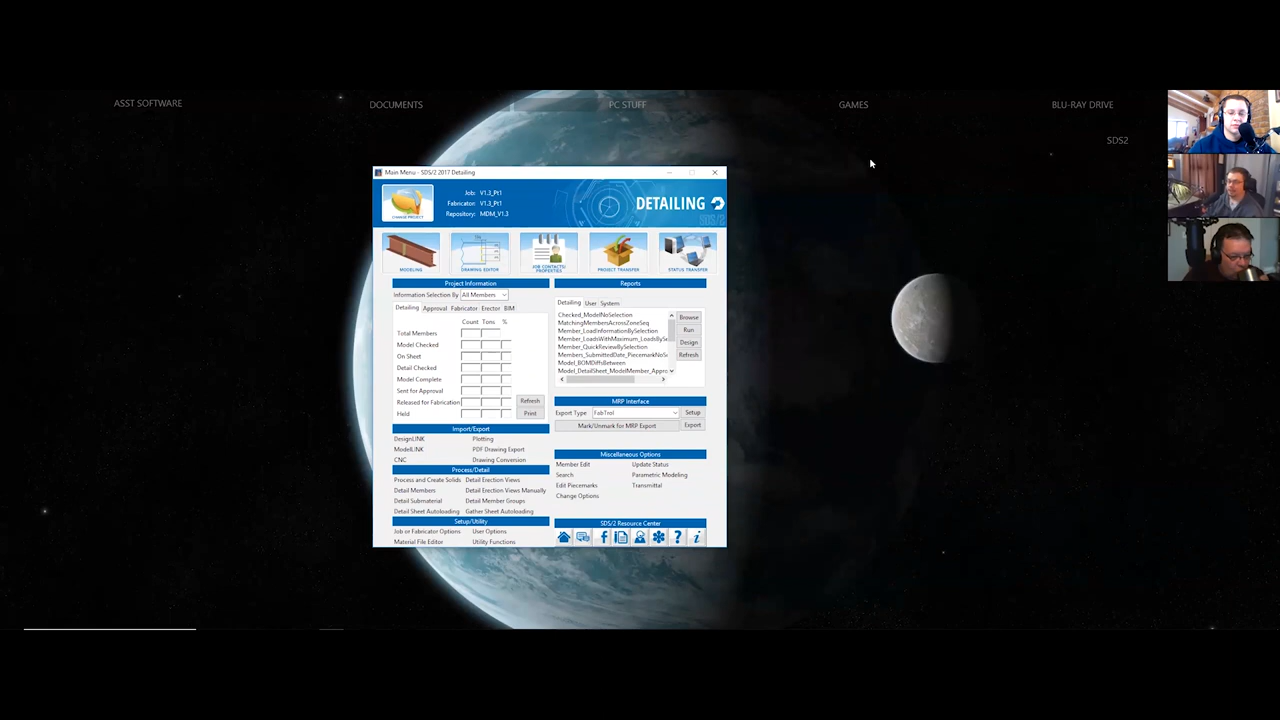 ASST SOFTWARE
DOCUMENTS
PC STUFF
GAMES
BLU-RAY DRIVE
SDS2
Main Menu - SDS/2 2017 Detailing
CHANGE PROJECT
Job: V1.3_Pt1
Fabricator: V1.3_Pt1
Repository: MDM_V1.3
DETAILING
SDS/2
MODELING
DRAWING EDITOR
JOB CONTACTS/
PROPERTIES
PROJECT TRANSFER
STATUS TRANSFER
Project Information
Information Selection By All Members
Detailing Approval Fabricator Erector BIM
Count Tons %
Total Members
Model Checked
On Sheet
Detail Checked
Model Complete
Sent for Approval
Released for Fabrication
Held
Refresh
Print
Import/Export
DesignLINK Plotting
ModelLINK PDF Drawing Export
CNC Drawing Conversion
Process/Detail
Process and Create Solids Detail Erection Views
Detail Members Detail Erection Views Manually
Detail Submaterial Detail Member Groups
Detail Sheet Autoloading Gather Sheet Autoloading
Setup/Utility
Job or Fabricator Options User Options
Material File Editor Utility Functions
Reports
Detailing User System
Checked_ModelNoSelection
MatchingMembersAcrossZoneSeq
Member_LoadInformationBySelection
Member_LoadsWithMaximum_LoadsBySe
Member_QuickReviewBySelection
Members_SubmittedDate_PiecemarkNoSe
Model_BOMDiffsBetween
Model_DetailSheet_ModelMember_Appro
Browse
Run
Design
Refresh
MRP Interface
Export Type FabTrol Setup
Mark/Unmark for MRP Export Export
Miscellaneous Options
Member Edit Update Status
Search Parametric Modeling
Edit Piecemarks Transmittal
Change Options
SDS/2 Resource Center